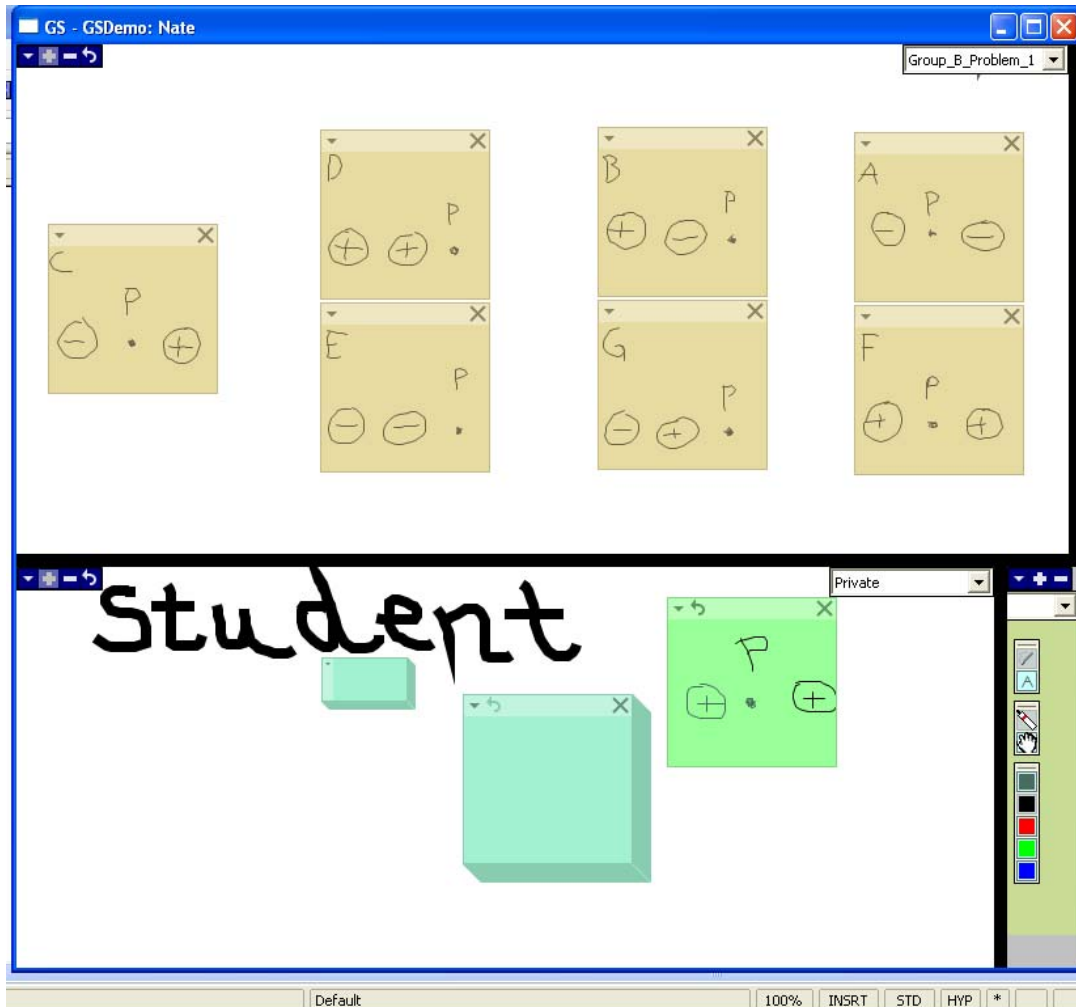 GS - GSDemo: Nate
Group_B_Problem_1
D
P
+ +
B
P
+ −
A
P
− −
C
P
− +
E
P
− −
G
P
− +
F
P
+ +
Student
Private
P
+ +
A
Default
100%
INSRT
STD
HYP
*